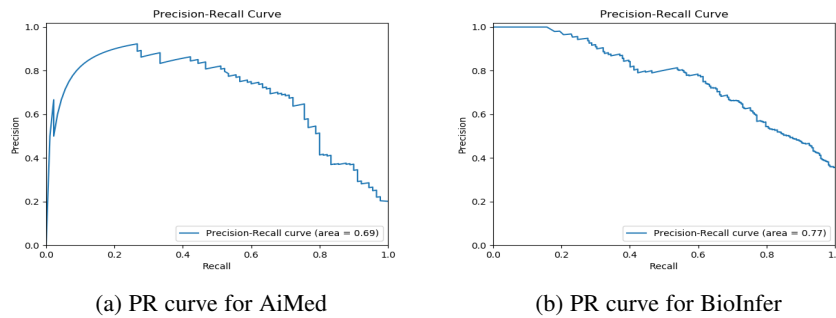 Precision-Recall Curve
1.0
0.8
0.6
0.4
0.2
0.0
Precision
0.0 0.2 0.4 0.6 0.8 1.0
Recall
Precision-Recall curve (area = 0.69)
(a) PR curve for AiMed
Precision-Recall Curve
1.0
0.8
0.6
0.4
0.2
0.0
Precision
0.0 0.2 0.4 0.6 0.8 1.0
Recall
Precision-Recall curve (area = 0.77)
(b) PR curve for BioInfer